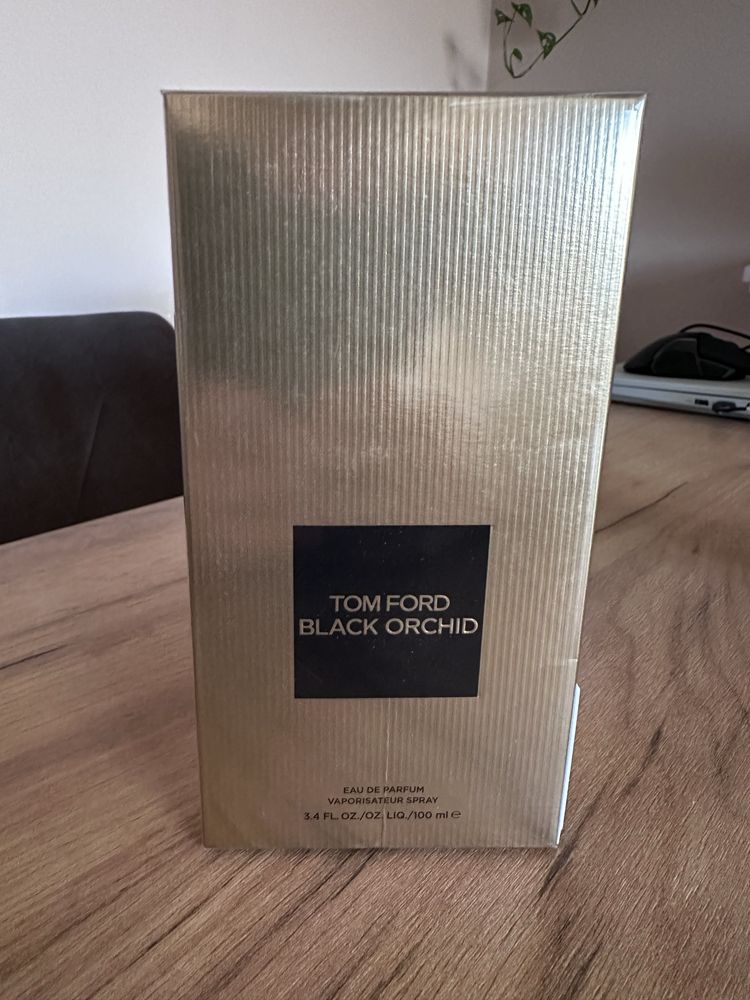 TOM FORD
BLACK ORCHID
EAU DE PARFUM
VAPORISATEUR SPRAY
3.4 FL. OZ./OZ. LIQ./100 ml ℮